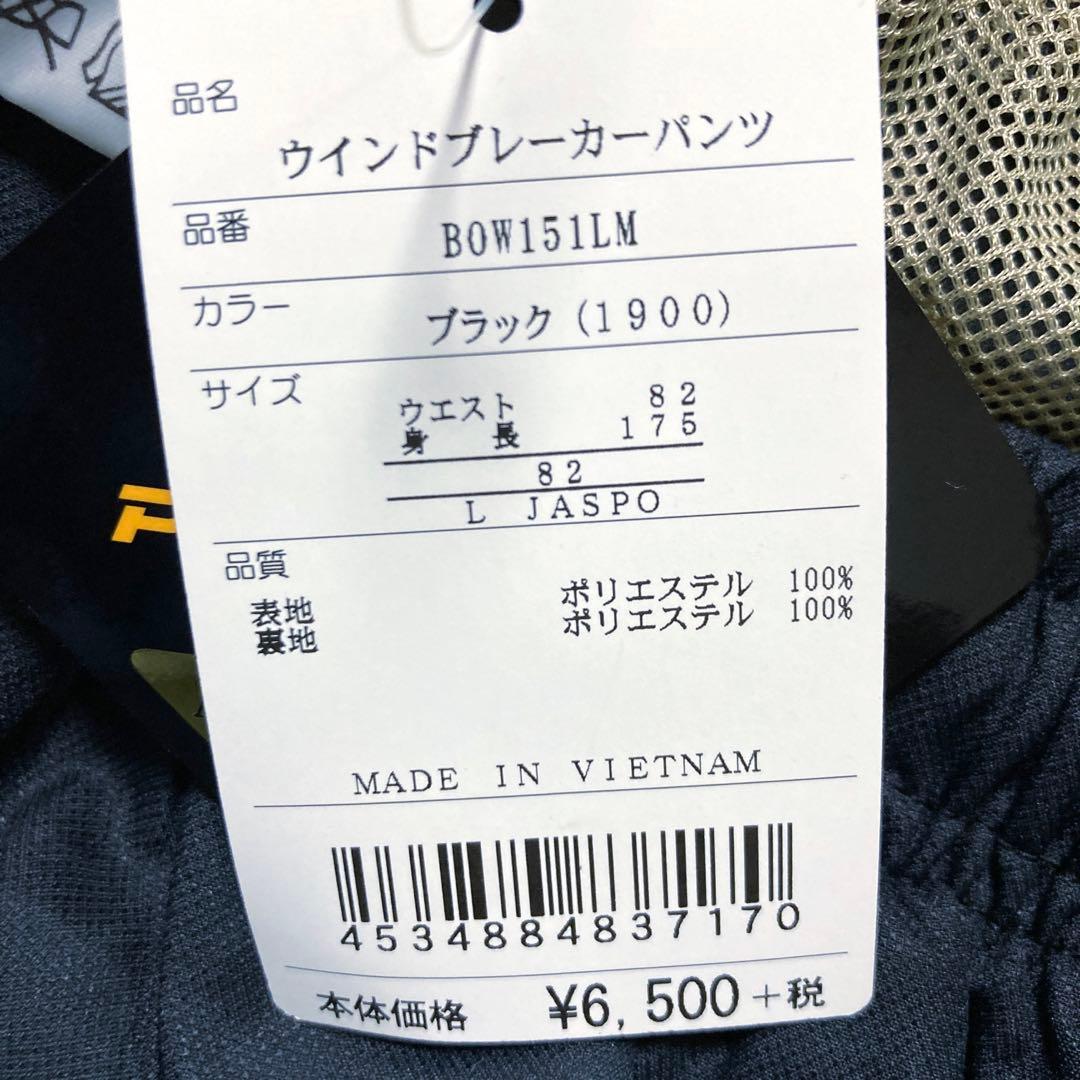 品名
ウインドブレーカーパンツ
品番 BOW151LM
カラー ブラック (1900)
サイズ
ウエスト 82
身長 175
82
L JASPO
品質
表地 ポリエステル 100%
裏地 ポリエステル 100%
MADE IN VIETNAM
4534884837170
本体価格 ¥6,500+税